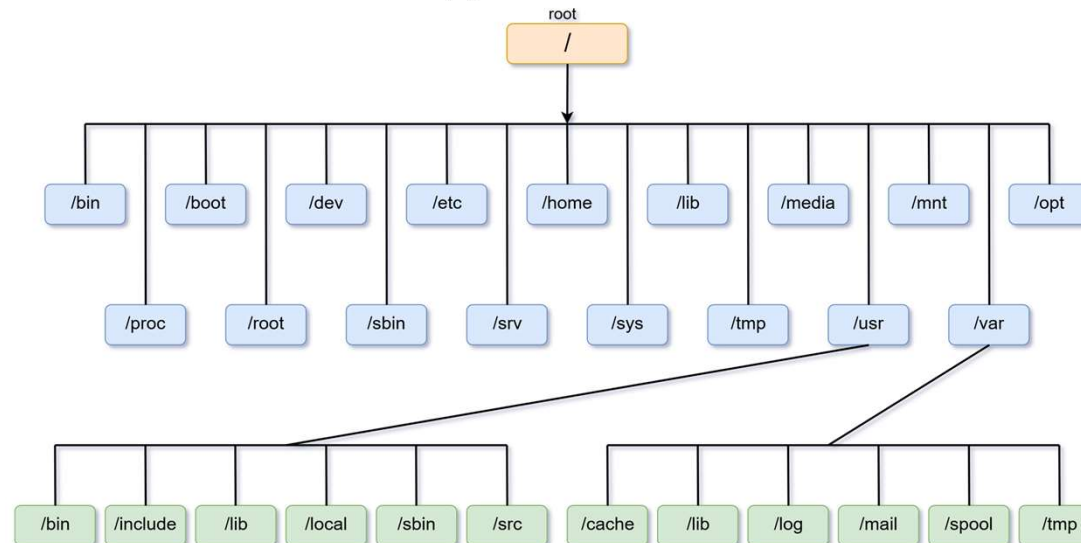 root
/
/bin
/boot
/dev
/etc
/home
/lib
/media
/mnt
/opt
/proc
/root
/sbin
/srv
/sys
/tmp
/usr
/var
/bin
/include
/lib
/local
/sbin
/src
/cache
/lib
/log
/mail
/spool
/tmp